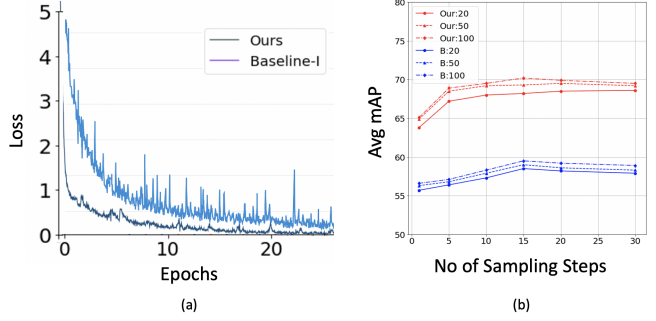 5
4
3
2
1
0
Loss
0
10
20
Epochs
Ours
Baseline-I
(a)
80
75
70
65
60
55
50
Avg mAP
0
5
10
15
20
25
30
No of Sampling Steps
Our:20
Our:50
Our:100
B:20
B:50
B:100
(b)